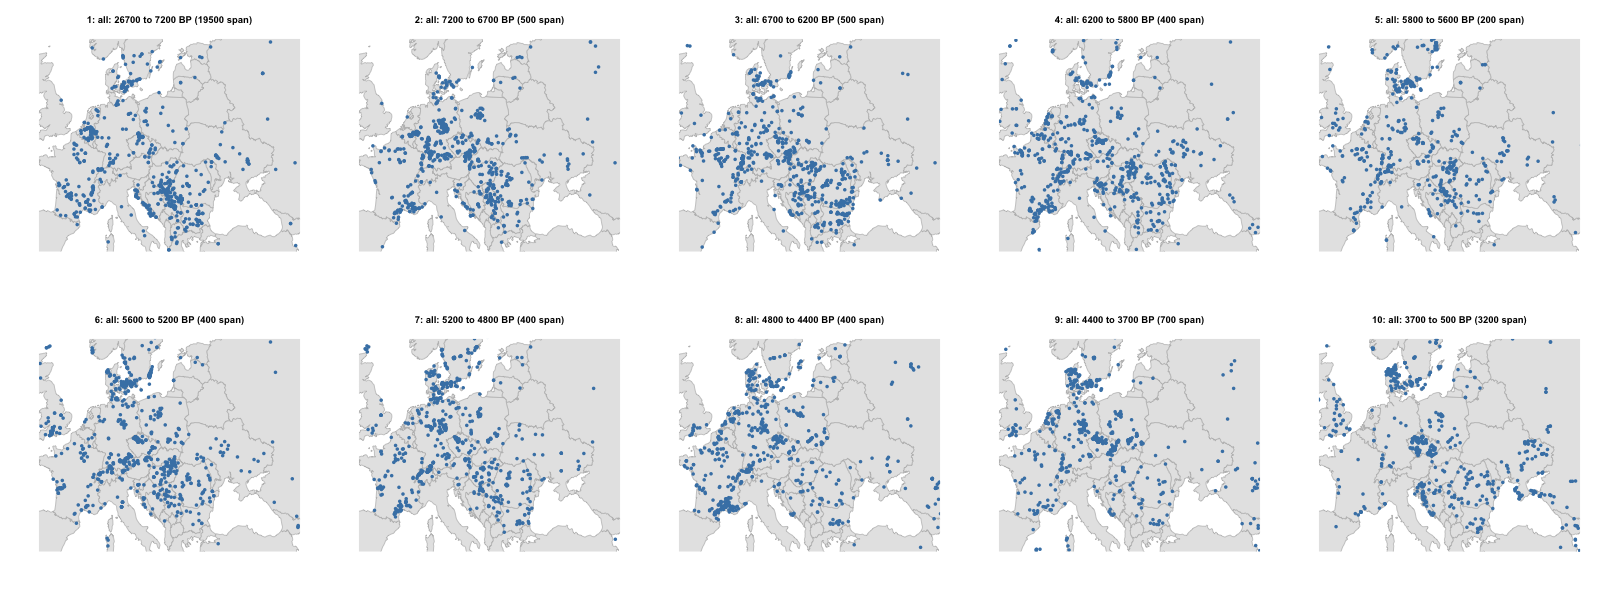 1: all: 26700 to 7200 BP (19500 span)
2: all: 7200 to 6700 BP (500 span)
3: all: 6700 to 6200 BP (500 span)
4: all: 6200 to 5800 BP (400 span)
5: all: 5800 to 5600 BP (200 span)
6: all: 5600 to 5200 BP (400 span)
7: all: 5200 to 4800 BP (400 span)
8: all: 4800 to 4400 BP (400 span)
9: all: 4400 to 3700 BP (700 span)
10: all: 3700 to 500 BP (3200 span)